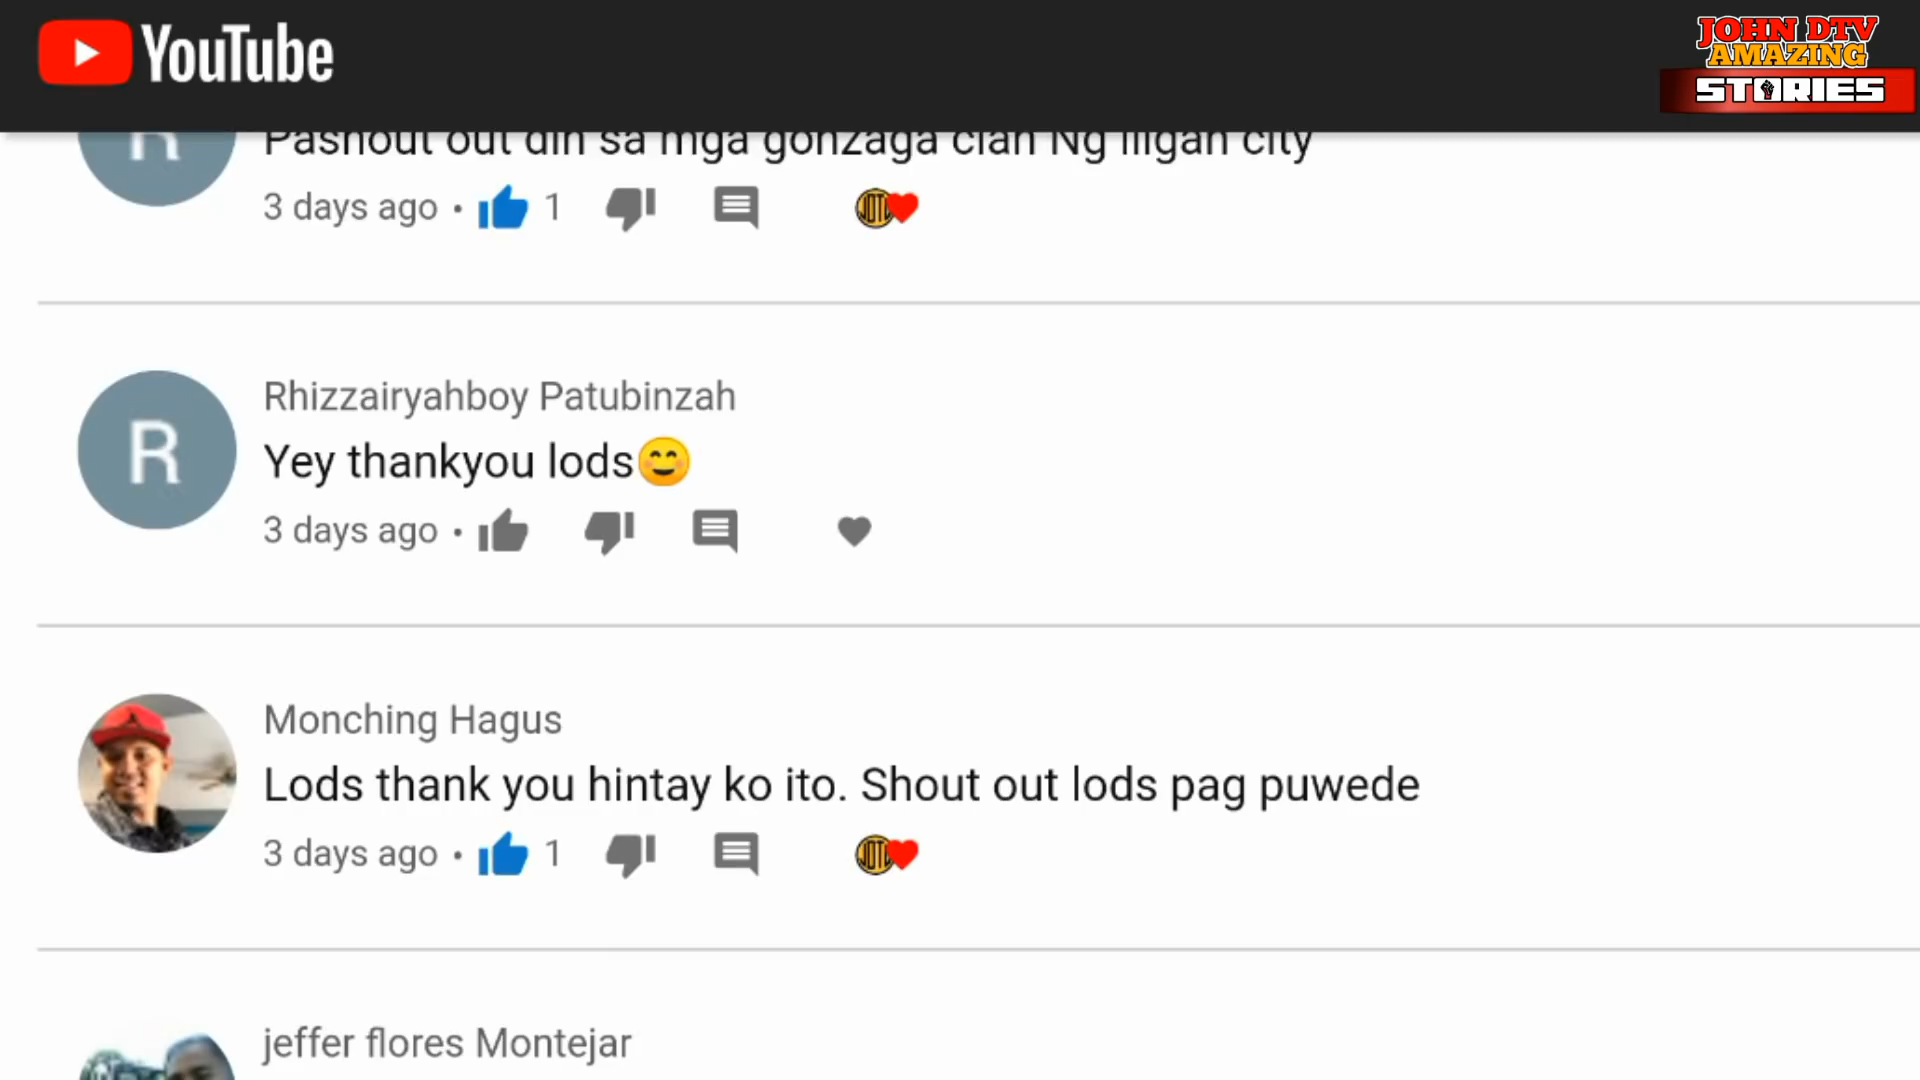 YouTube
JOHN DTV
AMAZING
STORIES
R
Pashout out din sa mga gonzaga clan Ng iligan city
3 days ago • 1
Rhizzairyahboy Patubinzah
R
Yey thankyou lods😊
3 days ago •
Monching Hagus
Lods thank you hintay ko ito. Shout out lods pag puwede
3 days ago • 1
jeffer flores Montejar